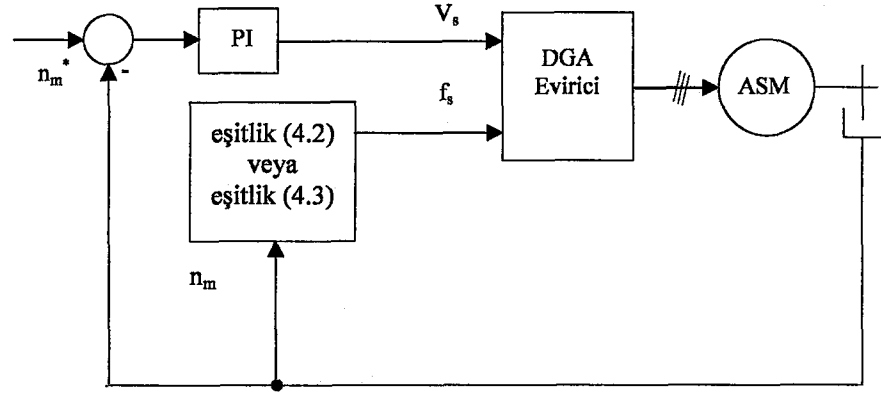 n_m*
-
PI
V_s
f_s
DGA
Evirici
ASM
eşitlik (4.2)
veya
eşitlik (4.3)
n_m